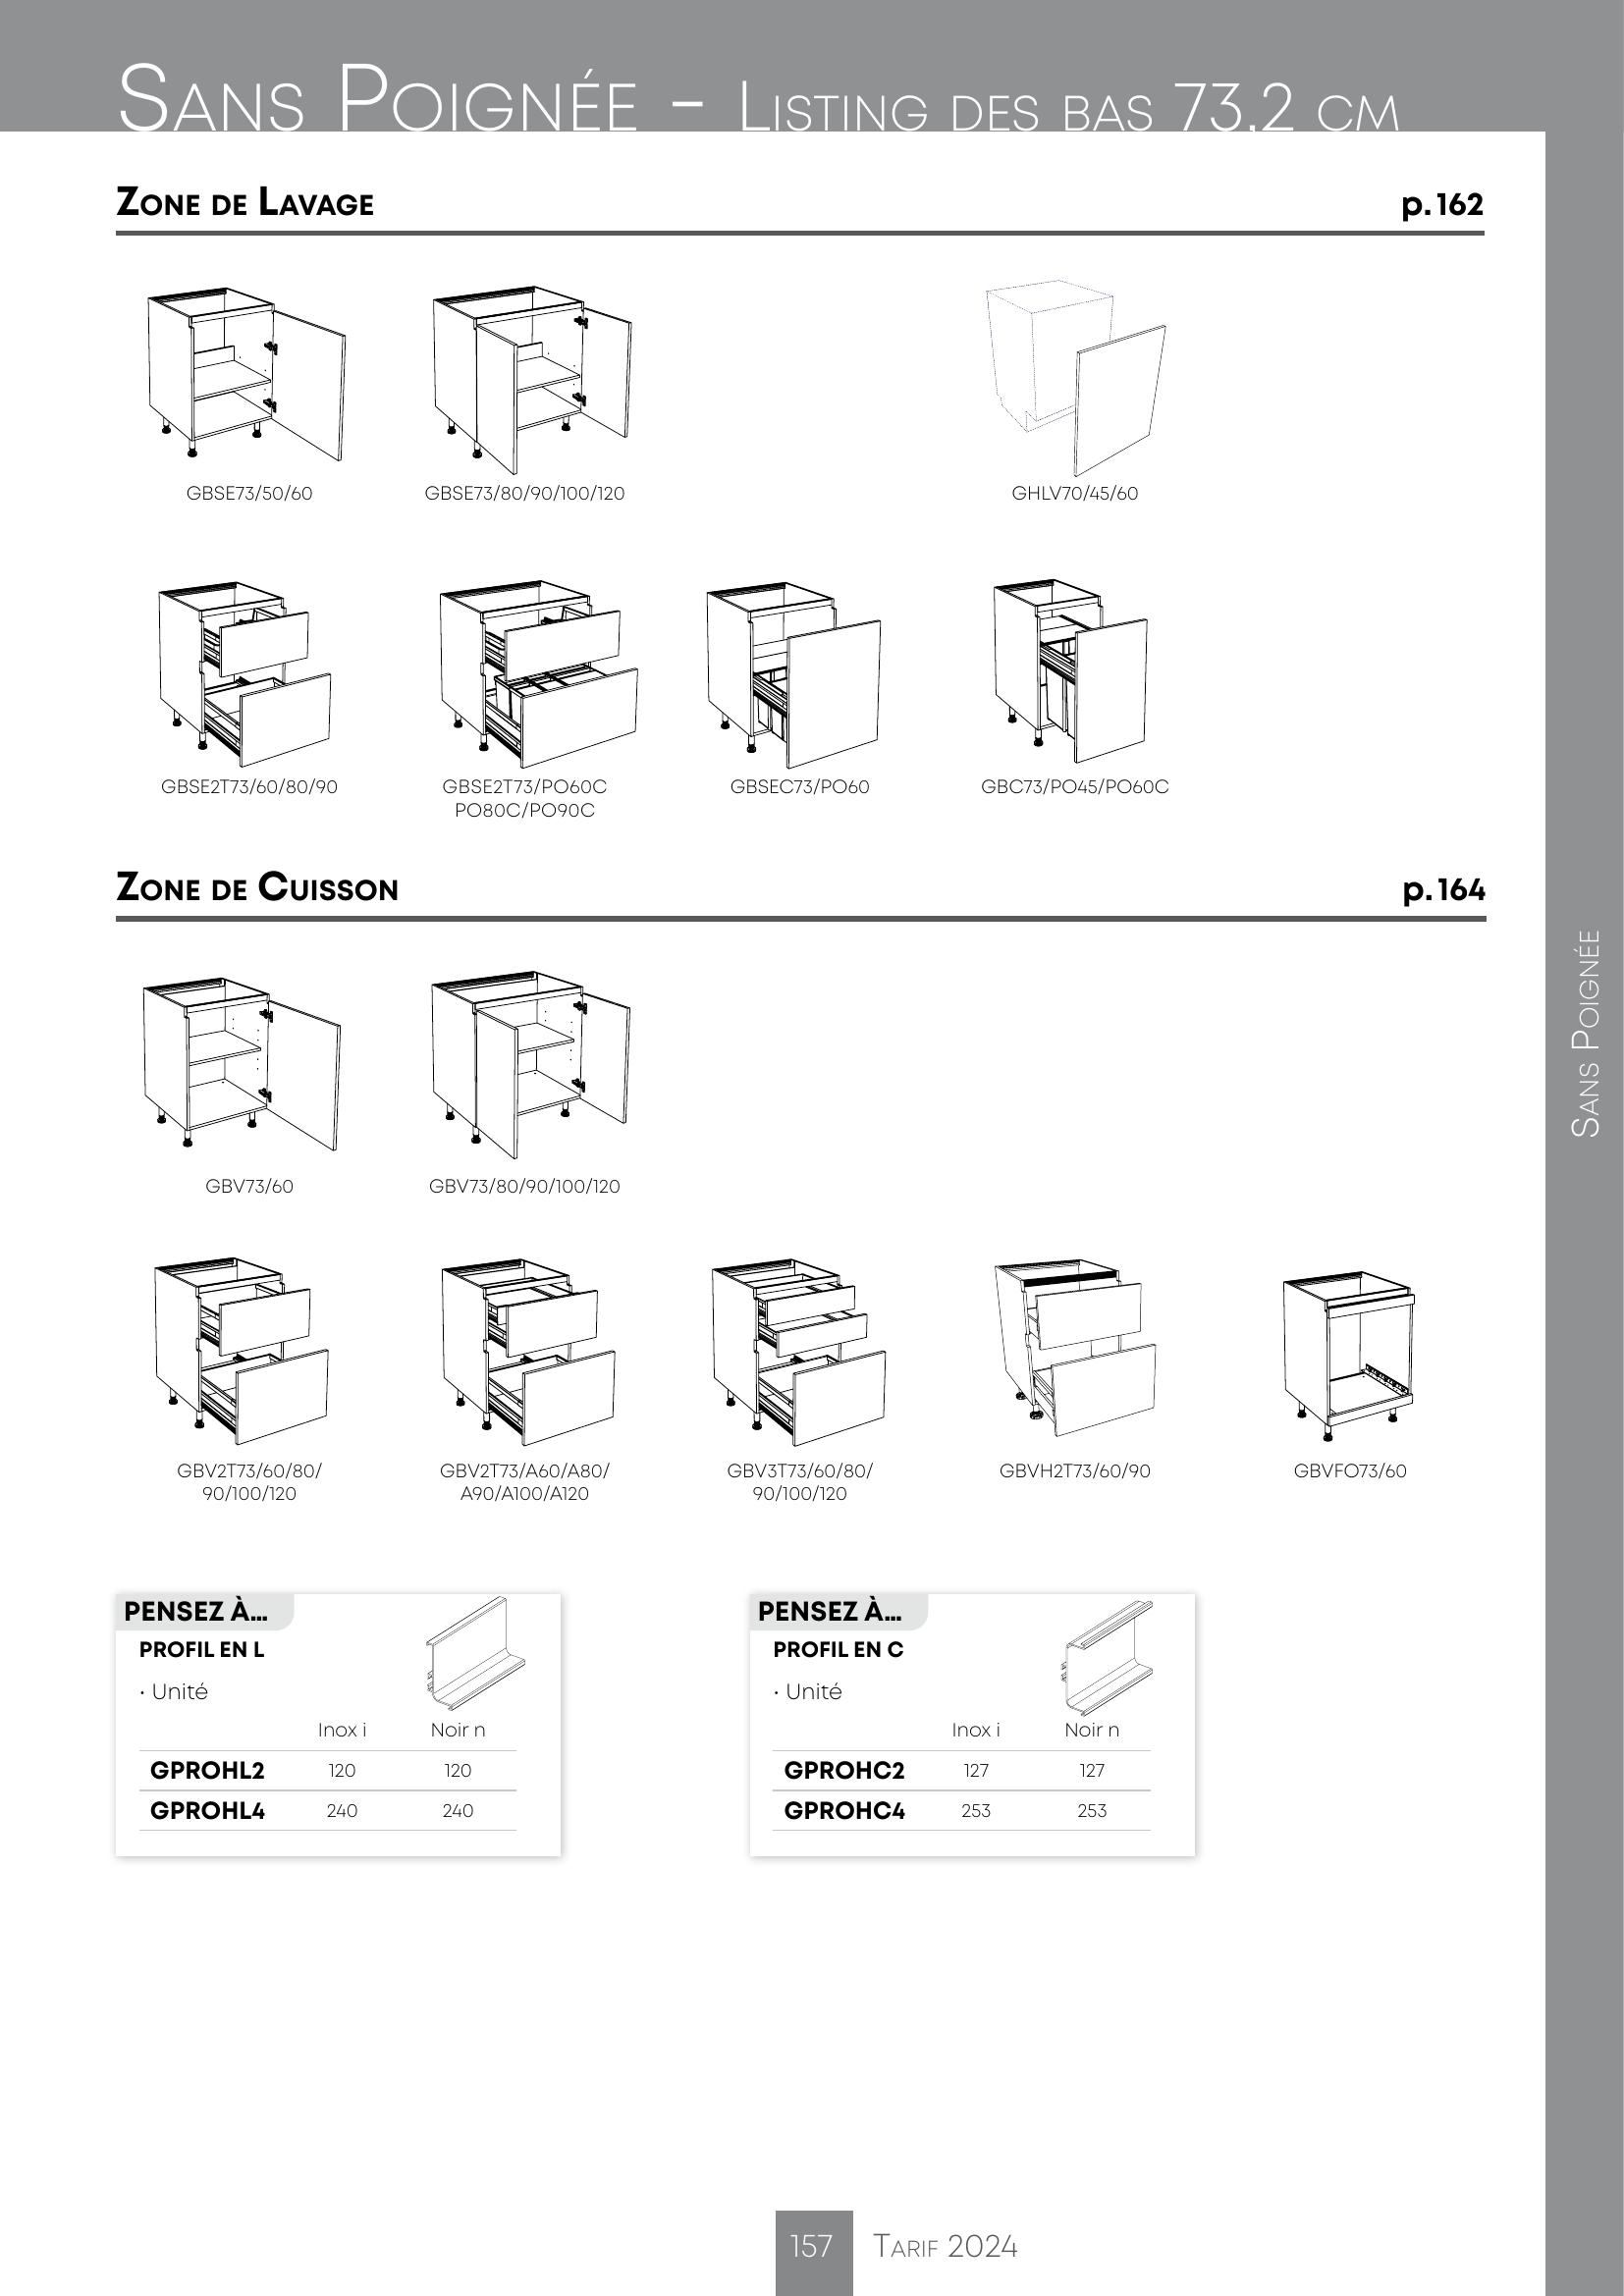 Sans Poignée - Listing des bas 73,2 cm
Zone de Lavage p.162
GBSE73/50/60 GBSE73/80/90/100/120 GHLV70/45/60
GBSE2T73/60/80/90 GBSE2T73/PO60C GBSEC73/PO60 GBC73/PO45/PO60C
PO80C/PO90C
Zone de Cuisson p.164
GBV73/60 GBV73/80/90/100/120
GBV2T73/60/80/ GBV2T73/A60/A80/ GBV3T73/60/80/ GBVH2T73/60/90 GBVFO73/60
90/100/120 A90/A100/A120 90/100/120
PENSEZ À...
PROFIL EN L
· Unité
Inox i Noir n
GPROHL2 120 120
GPROHL4 240 240
PENSEZ À...
PROFIL EN C
· Unité
Inox i Noir n
GPROHC2 127 127
GPROHC4 253 253
Sans Poignée
157 Tarif 2024